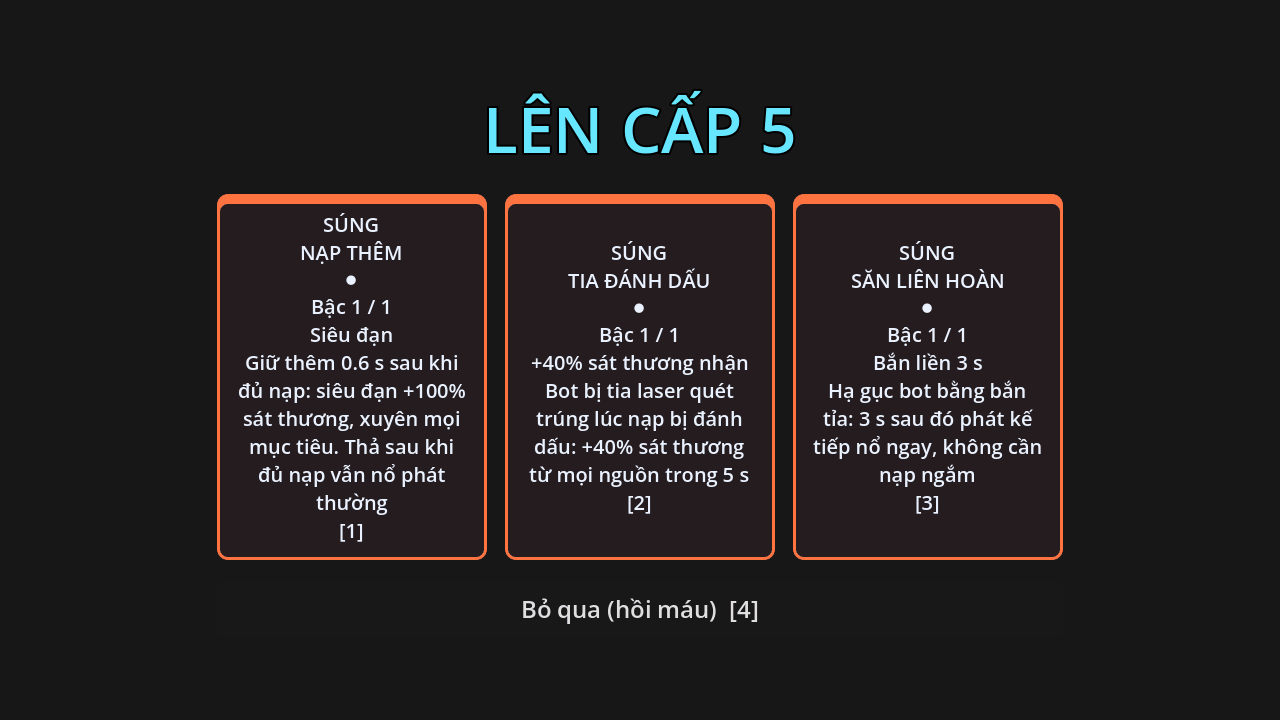 LÊN CẤP 5
SÚNG
NẠP THÊM
●
Bậc 1 / 1
Siêu đạn
Giữ thêm 0.6 s sau khi
đủ nạp: siêu đạn +100%
sát thương, xuyên mọi
mục tiêu. Thả sau khi
đủ nạp vẫn nổ phát
thường
[1]
SÚNG
TIA ĐÁNH DẤU
●
Bậc 1 / 1
+40% sát thương nhận
Bot bị tia laser quét
trúng lúc nạp bị đánh
dấu: +40% sát thương
từ mọi nguồn trong 5 s
[2]
SÚNG
SĂN LIÊN HOÀN
●
Bậc 1 / 1
Bắn liền 3 s
Hạ gục bot bằng bắn
tỉa: 3 s sau đó phát kế
tiếp nổ ngay, không cần
nạp ngắm
[3]
Bỏ qua (hồi máu)  [4]